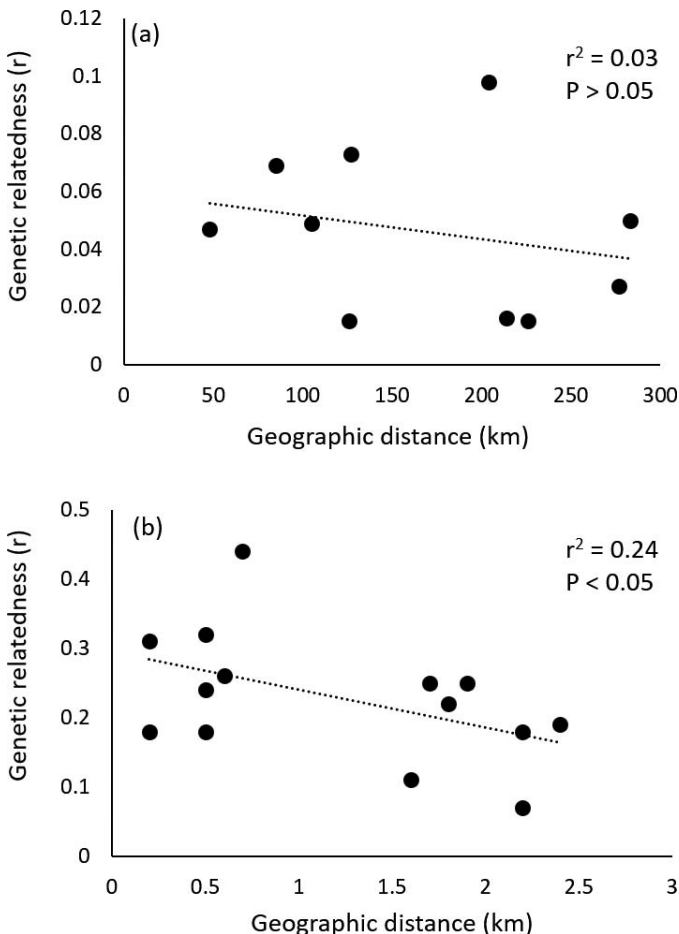 (a)
r² = 0.03
P > 0.05
Genetic relatedness (r)
0.12
0.1
0.08
0.06
0.04
0.02
0
0 50 100 150 200 250 300
Geographic distance (km)
(b)
r² = 0.24
P < 0.05
Genetic relatedness (r)
0.5
0.4
0.3
0.2
0.1
0
0 0.5 1 1.5 2 2.5 3
Geographic distance (km)